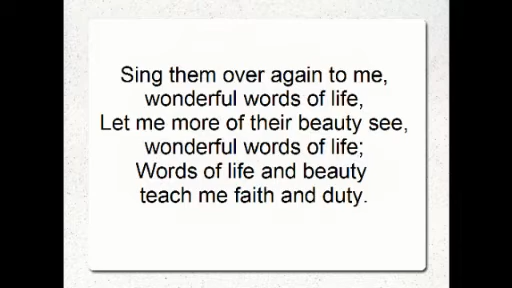 Sing them over again to me,
wonderful words of life,
Let me more of their beauty see,
wonderful words of life;
Words of life and beauty
teach me faith and duty.